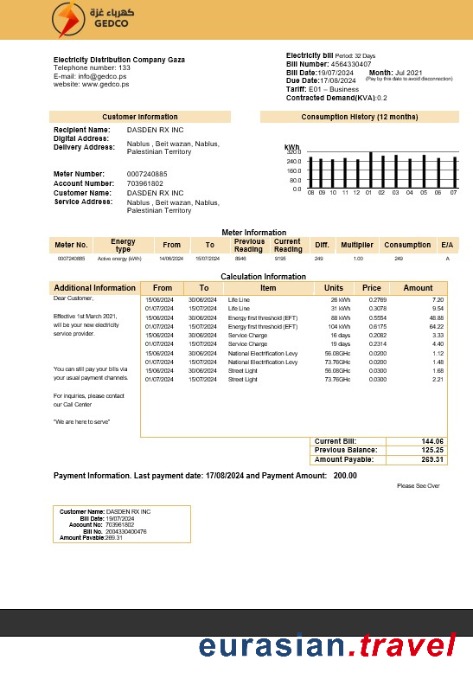 كهرباء غزة
GEDCO
Electricity Distribution Company Gaza
Telephone number: 133
E-mail: info@gedco.ps
website: www.gedco.ps
Electricity bill Period: 32 Days
Bill Number: 4564330407
Bill Date:19/07/2024 Month: Jul 2021
Due Date:17/08/2024 (Pay by this date to avoid disconnection)
Tariff: E01 – Business
Contracted Demand(KVA):0.2
Customer Information
Recipient Name: DASDEN RX INC
Digital Address:
Delivery Address: Nablus , Beit wazan, Nablus,
Palestinian Territory
Meter Number: 0007240885
Account Number: 703961802
Customer Name: DASDEN RX INC
Service Address: Nablus , Beit wazan, Nablus,
Palestinian Territory
Consumption History (12 months)
kWh
320.0
240.0
160.0
80.0
0.0
08 09 10 11 12 01 02 03 04 05 06 07
Meter Information
Meter No. Energy type From To Previous Reading Current Reading Diff. Multiplier Consumption E/A
0007240885 Active energy (kWh) 14/06/2024 15/07/2024 8946 9195 249 1.00 249 A
Calculation Information
Additional Information From To Item Units Price Amount
Dear Customer,
Effective 1st March 2021,
will be your new electricity
service provider.
You can still pay your bills via
your usual payment channels.
For inquiries, please contact
our Call Center
"We are here to serve"
15/06/2024 30/06/2024 Life Line 26 kWh 0.2769 7.20
01/07/2024 15/07/2024 Life Line 31 kWh 0.3078 9.54
15/06/2024 30/06/2024 Energy first threshold (EFT) 88 kWh 0.5554 48.88
01/07/2024 15/07/2024 Energy first threshold (EFT) 104 kWh 0.6175 64.22
15/06/2024 30/06/2024 Service Charge 16 days 0.2082 3.33
01/07/2024 15/07/2024 Service Charge 19 days 0.2314 4.40
15/06/2024 30/06/2024 National Electrification Levy 56.08GHc 0.0200 1.12
01/07/2024 15/07/2024 National Electrification Levy 73.76GHc 0.0200 1.48
15/06/2024 30/06/2024 Street Light 56.08GHc 0.0300 1.68
01/07/2024 15/07/2024 Street Light 73.76GHc 0.0300 2.21
Current Bill: 144.06
Previous Balance: 125.25
Amount Payable: 269.31
Payment Information. Last payment date: 17/08/2024 and Payment Amount: 200.00
Please See Over
Customer Name: DASDEN RX INC
Bill Date: 19/07/2024
Account No: 703961802
Bill No. 2004330400476
Amount Payable:269.31
eurasian.travel